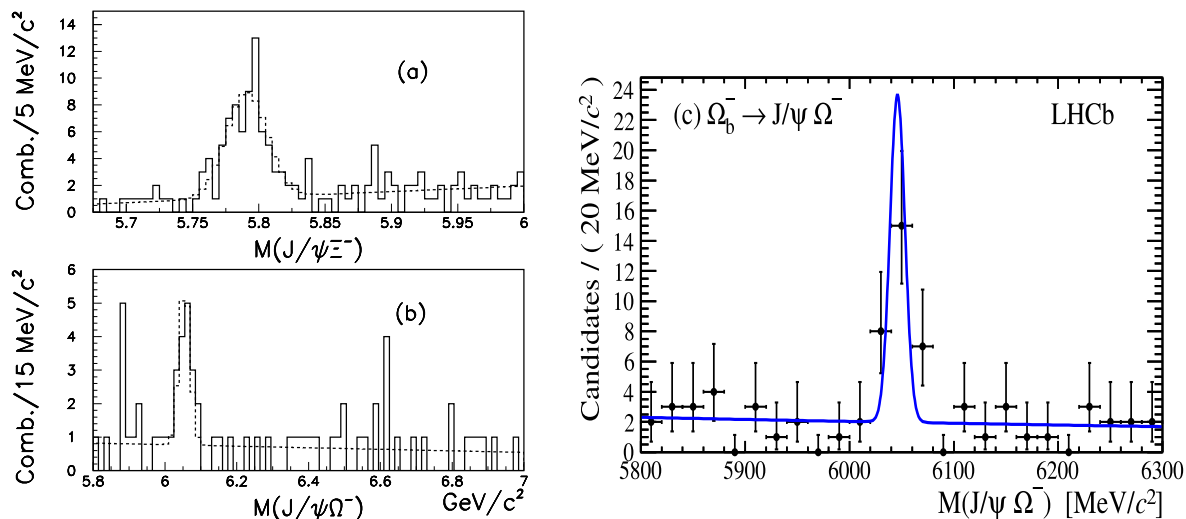 Comb./5 MeV/c²
14
12
10
8
6
4
2
0
(a)
5.7 5.75 5.8 5.85 5.9 5.95 6
M(J/ψΞ⁻)
Comb./15 MeV/c²
6
5
4
3
2
1
0
(b)
5.8 6 6.2 6.4 6.6 6.8 7
M(J/ψΩ⁻) GeV/c²
Candidates / ( 20 MeV/c²)
24
22
20
18
16
14
12
10
8
6
4
2
0
(c) Ω_b⁻ → J/ψ Ω⁻ LHCb
5800 5900 6000 6100 6200 6300
M(J/ψ Ω⁻) [MeV/c²]